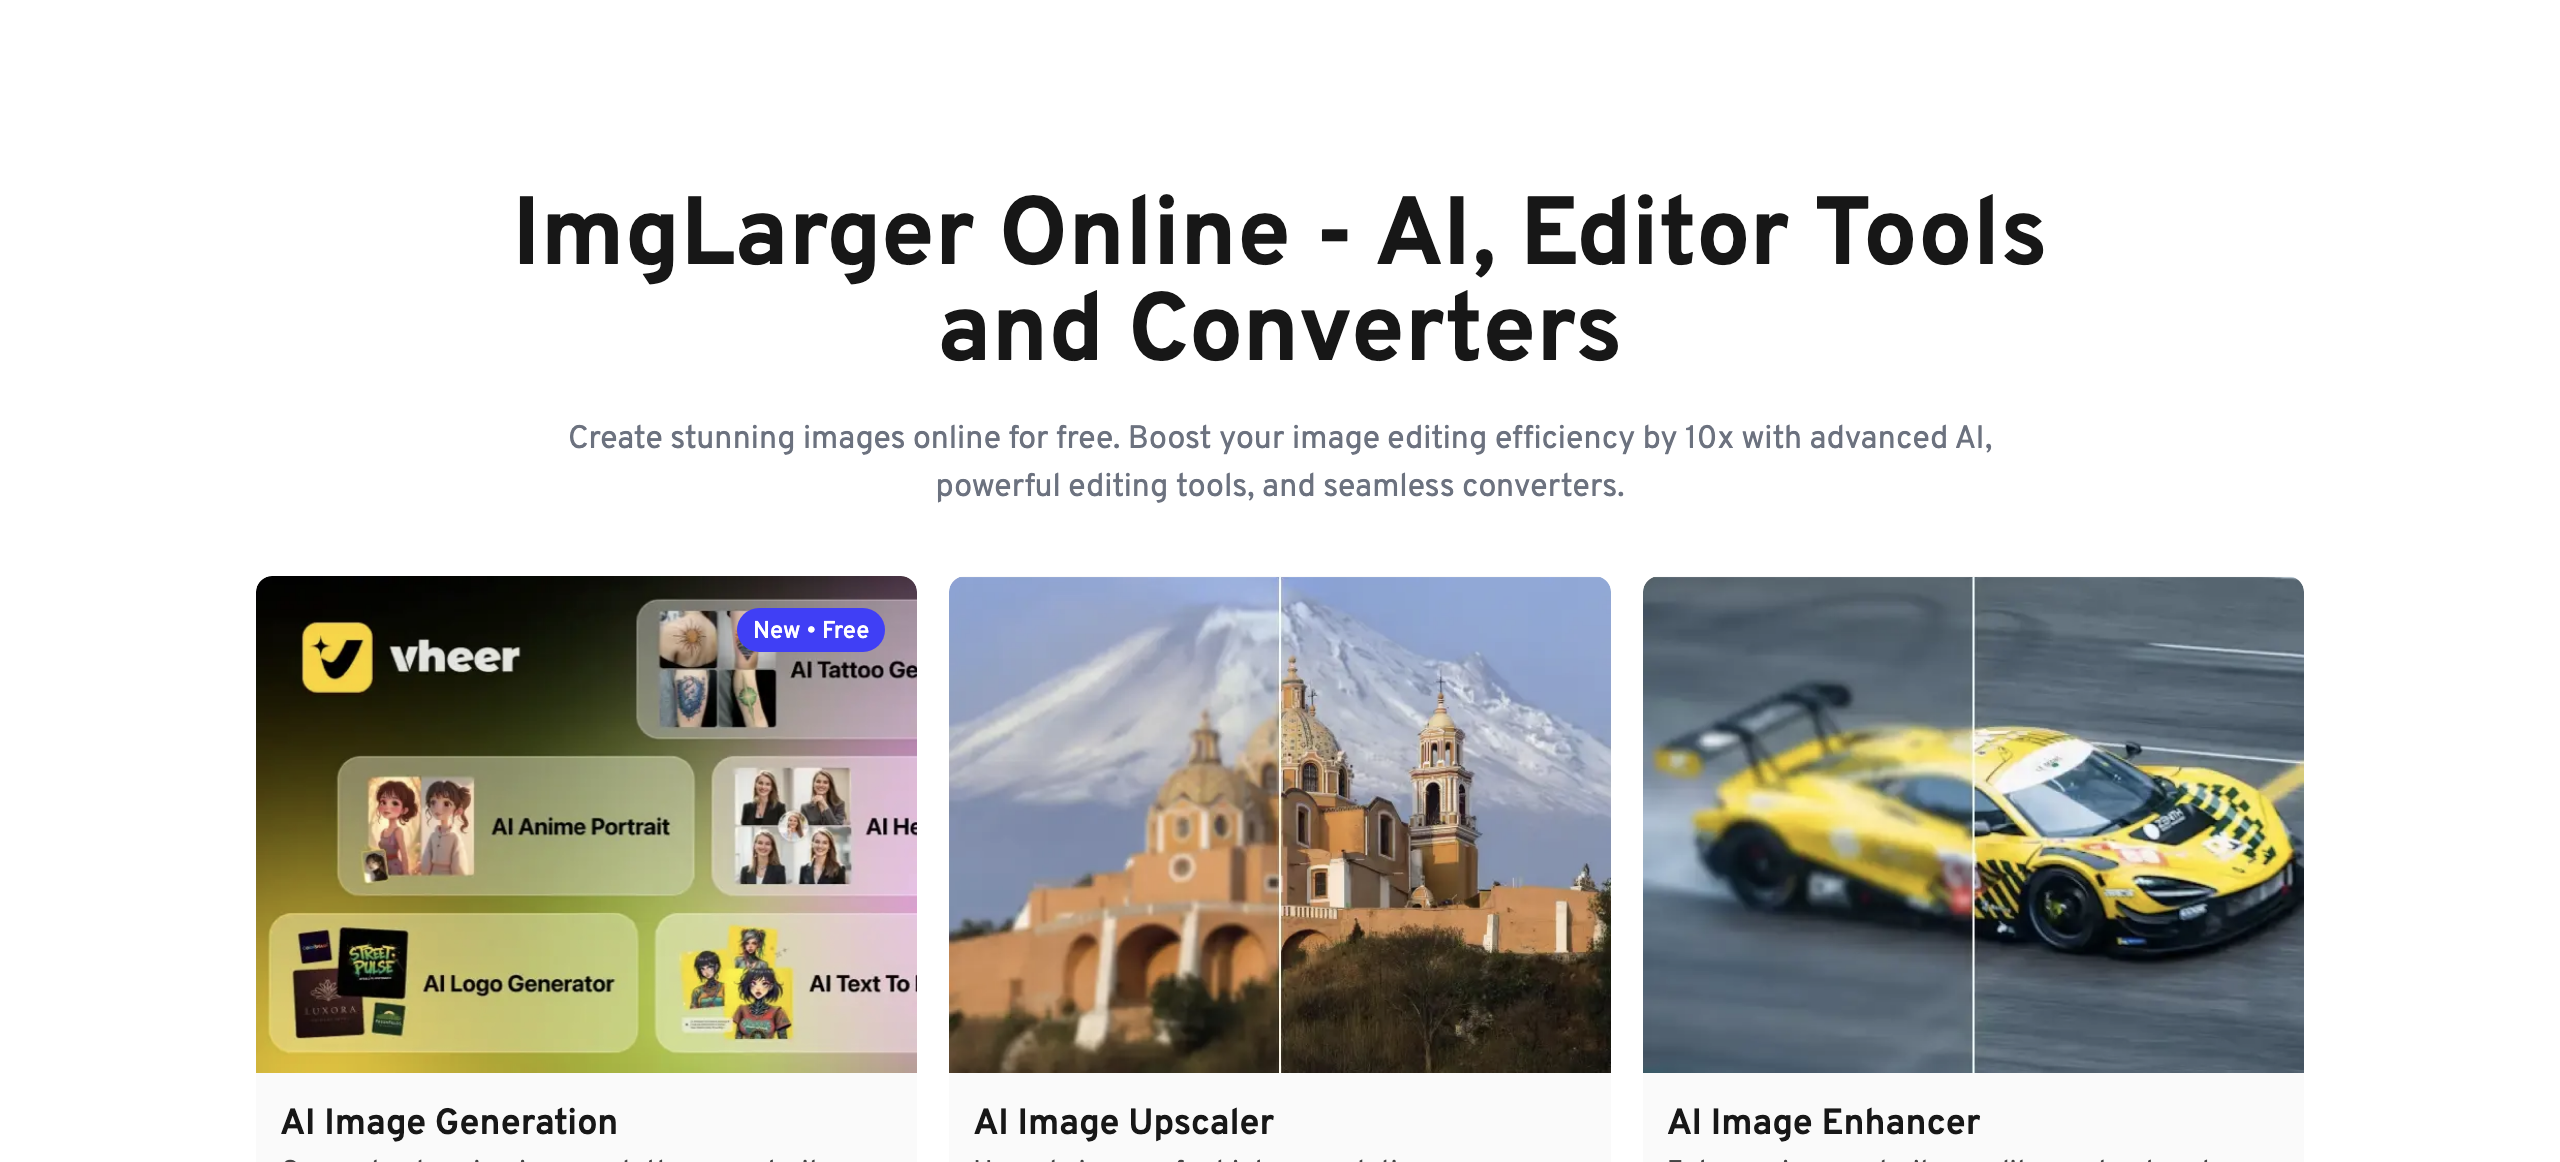 ImgLarger Online - AI, Editor Tools
and Converters
Create stunning images online for free. Boost your image editing efficiency by 10x with advanced AI,
powerful editing tools, and seamless converters.
vheer
New • Free
AI Tattoo Ge
AI Anime Portrait
AI He
STREET
PULSE
LUXORA
AI Logo Generator
AI Text To
ZENITH
AI Image Generation
AI Image Upscaler
AI Image Enhancer